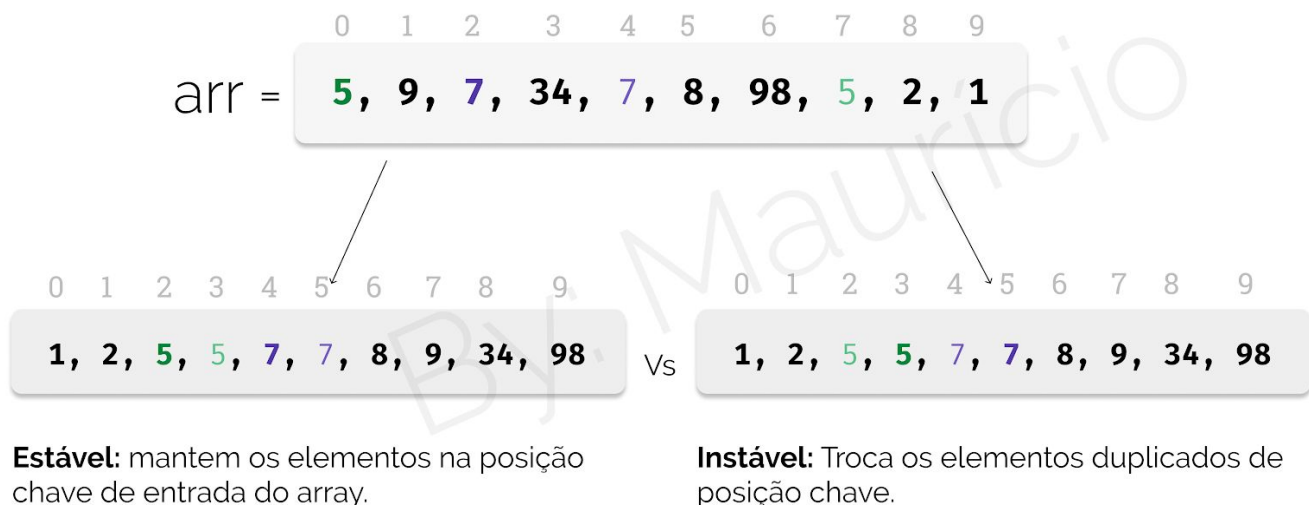 0 1 2 3 4 5 6 7 8 9
arr = 5, 9, 7, 34, 7, 8, 98, 5, 2, 1
By: Maurício
0 1 2 3 4 5 6 7 8 9
1, 2, 5, 5, 7, 7, 8, 9, 34, 98
Vs
0 1 2 3 4 5 6 7 8 9
1, 2, 5, 5, 7, 7, 8, 9, 34, 98
Estável: mantem os elementos na posição
chave de entrada do array.
Instável: Troca os elementos duplicados de
posição chave.